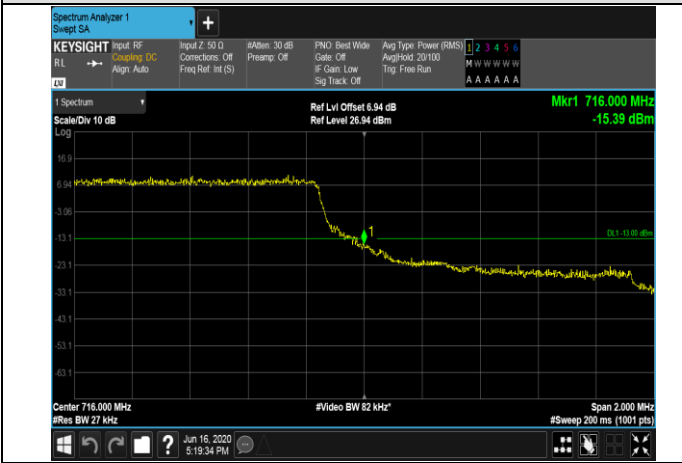 Spectrum Analyzer 1
Swept SA
+
KEYSIGHT
RL
LXI
Input: RF
Coupling: DC
Align: Auto
Input Z: 50 Ω
Corrections: Off
Freq Ref: Int (S)
#Atten: 30 dB
Preamp: Off
PNO: Best Wide
Gate: Off
IF Gain: Low
Sig Track: Off
Avg Type: Power (RMS)
Avg|Hold: 20/100
Trig: Free Run
1 2 3 4 5 6
M W W W W W
A A A A A A
1 Spectrum
Scale/Div 10 dB
Log
Ref Lvl Offset 6.94 dB
Ref Level 26.94 dBm
Mkr1 716.000 MHz
-15.39 dBm
16.9
6.94
-3.06
-13.1
-23.1
-33.1
-43.1
-53.1
-63.1
1
DL1 -13.00 dBm
Center 716.000 MHz
#Res BW 27 kHz
#Video BW 82 kHz*
Span 2.000 MHz
#Sweep 200 ms (1001 pts)
?
Jun 16, 2020
5:19:34 PM